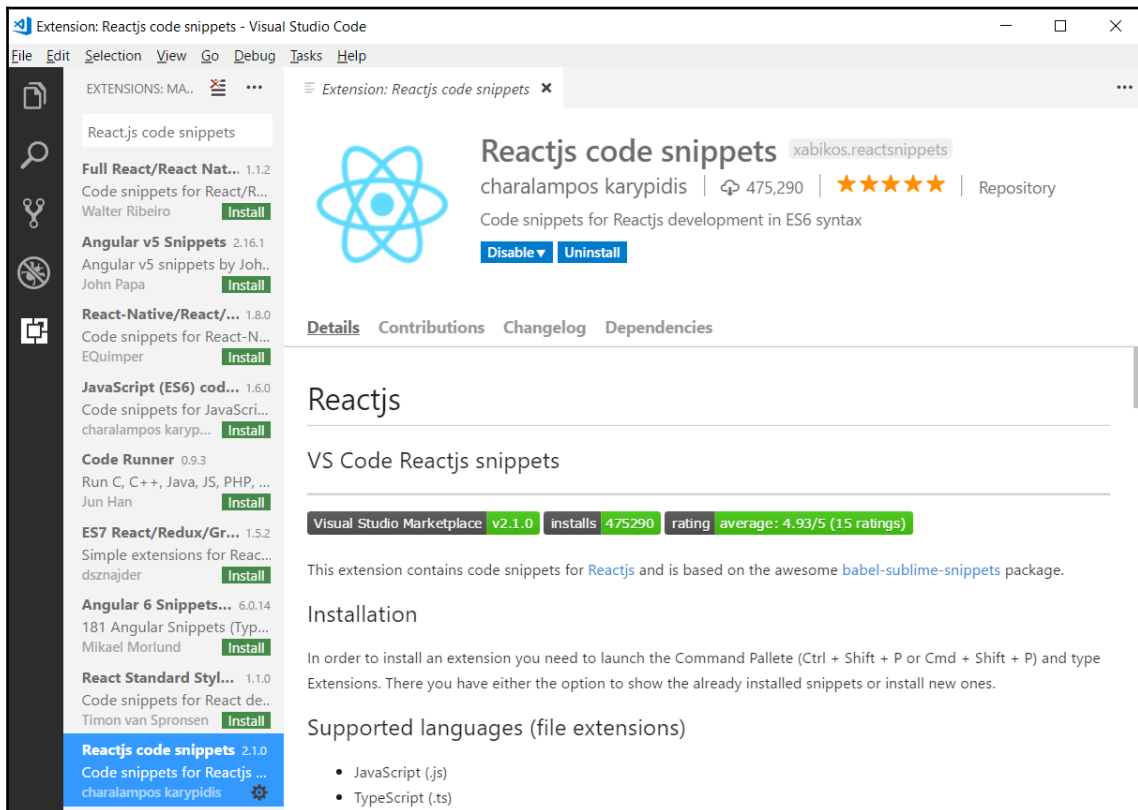 Extension: Reactjs code snippets - Visual Studio Code
File Edit Selection View Go Debug Tasks Help
EXTENSIONS: MA..
React.js code snippets
Full React/React Nat... 1.1.2
Code snippets for React/R...
Walter Ribeiro Install
Angular v5 Snippets 2.16.1
Angular v5 snippets by Joh..
John Papa Install
React-Native/React/... 1.8.0
Code snippets for React-N...
EQuimper Install
JavaScript (ES6) cod... 1.6.0
Code snippets for JavaScri...
charalampos karyp... Install
Code Runner 0.9.3
Run C, C++, Java, JS, PHP, ...
Jun Han Install
ES7 React/Redux/Gr... 1.5.2
Simple extensions for Reac...
dsznajder Install
Angular 6 Snippets... 6.0.14
181 Angular Snippets (Typ...
Mikael Morlund Install
React Standard Styl... 1.1.0
Code snippets for React de..
Timon van Spronsen Install
Reactjs code snippets 2.1.0
Code snippets for Reactjs ...
charalampos karypidis
Extension: Reactjs code snippets
Reactjs code snippets xabikos.reactsnippets
charalampos karypidis | 475,290 | ★★★★★ | Repository
Code snippets for Reactjs development in ES6 syntax
Disable▼ Uninstall
Details Contributions Changelog Dependencies
Reactjs
VS Code Reactjs snippets
Visual Studio Marketplace v2.1.0 installs 475290 rating average: 4.93/5 (15 ratings)
This extension contains code snippets for Reactjs and is based on the awesome babel-sublime-snippets package.
Installation
In order to install an extension you need to launch the Command Pallete (Ctrl + Shift + P or Cmd + Shift + P) and type
Extensions. There you have either the option to show the already installed snippets or install new ones.
Supported languages (file extensions)
• JavaScript (.js)
• TypeScript (.ts)